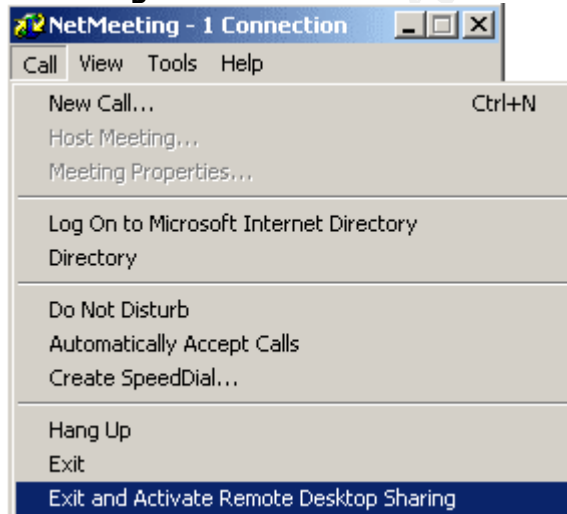 NetMeeting - 1 Connection
Call View Tools Help
New Call... Ctrl+N
Host Meeting...
Meeting Properties...
Log On to Microsoft Internet Directory
Directory
Do Not Disturb
Automatically Accept Calls
Create SpeedDial...
Hang Up
Exit
Exit and Activate Remote Desktop Sharing